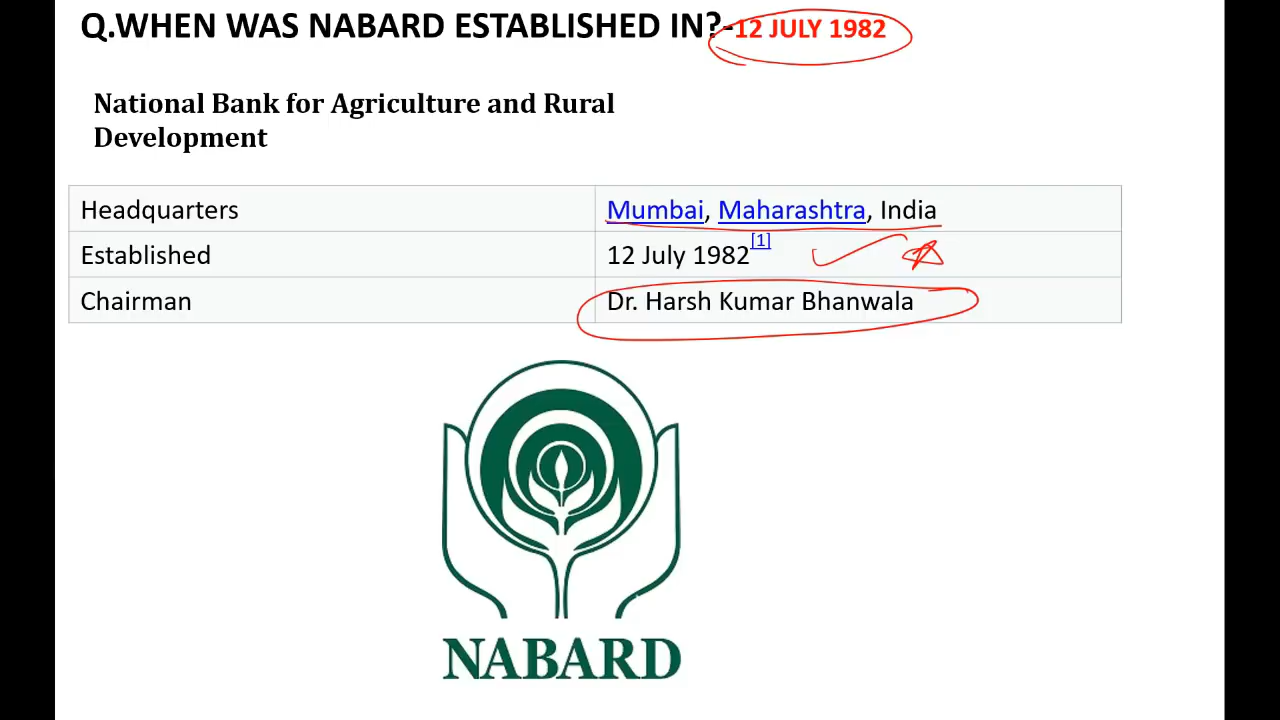 Q.WHEN WAS NABARD ESTABLISHED IN?-12 JULY 1982
National Bank for Agriculture and Rural
Development
Headquarters Mumbai, Maharashtra, India
Established 12 July 1982[1]
Chairman Dr. Harsh Kumar Bhanwala
NABARD